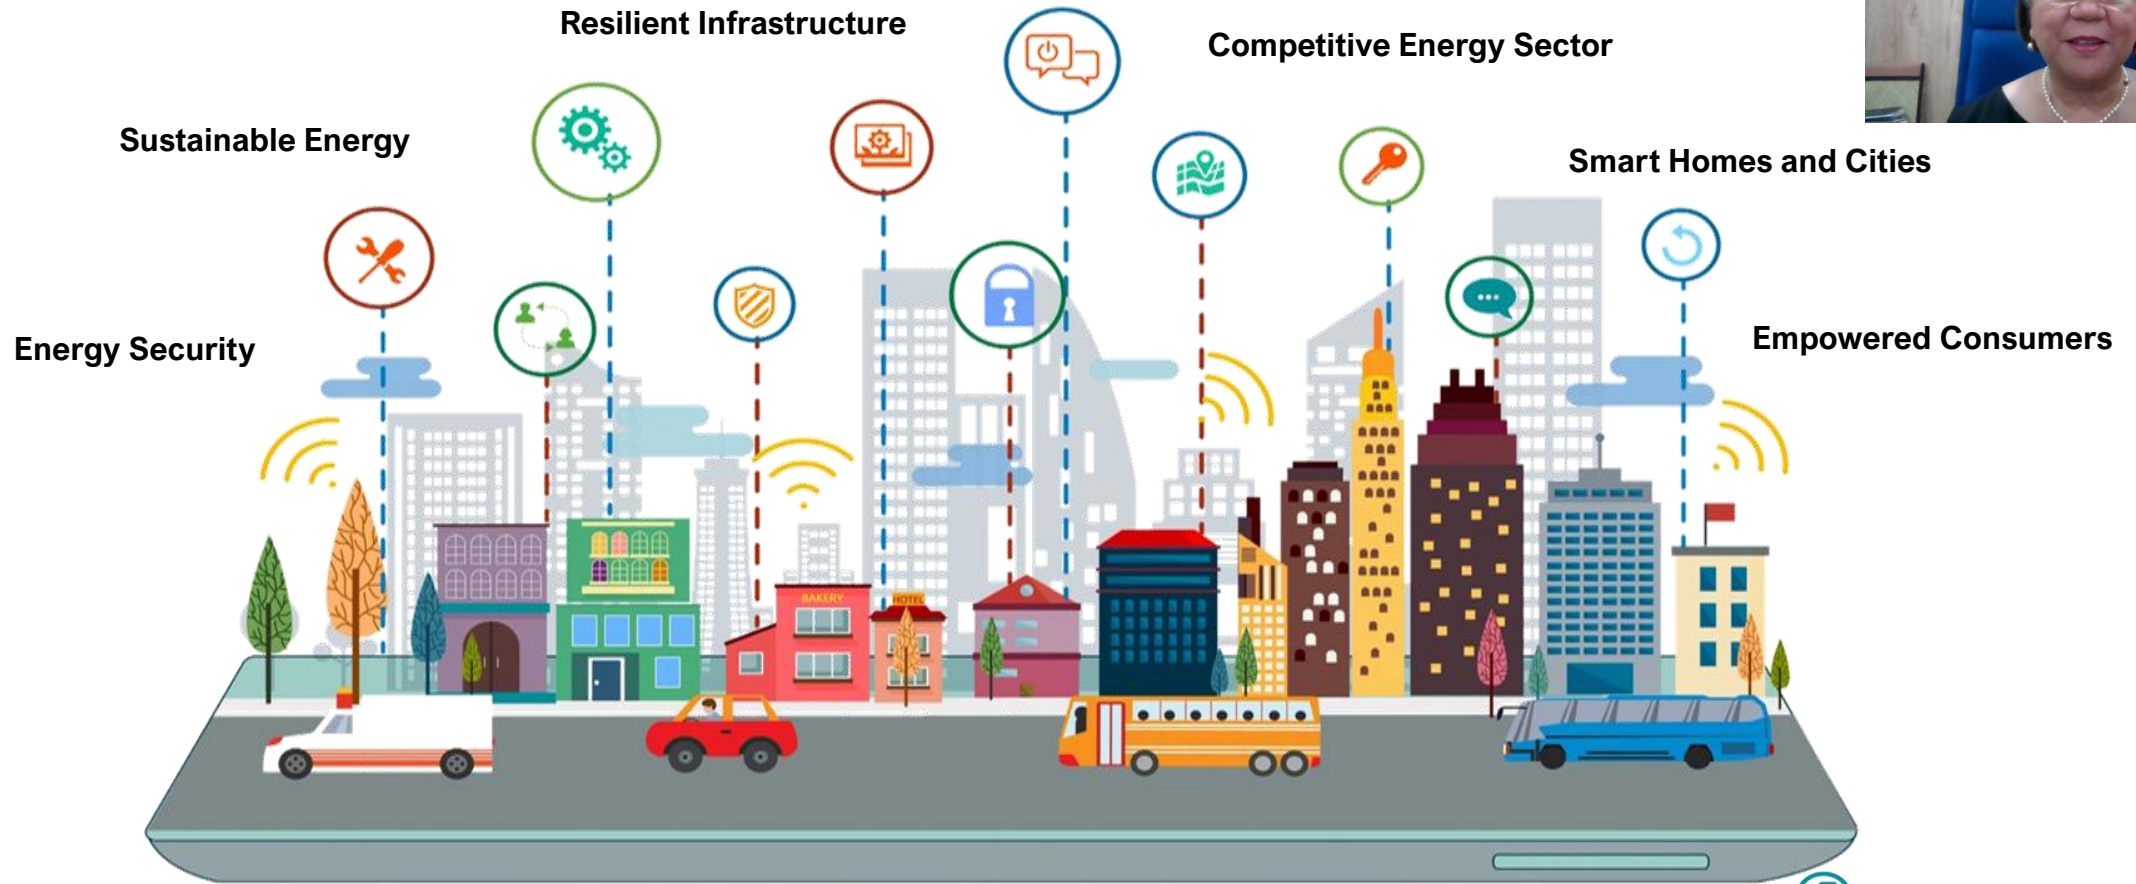 Resilient Infrastructure
Competitive Energy Sector
Sustainable Energy
Smart Homes and Cities
Energy Security
Empowered Consumers
BAKERY
HOTEL